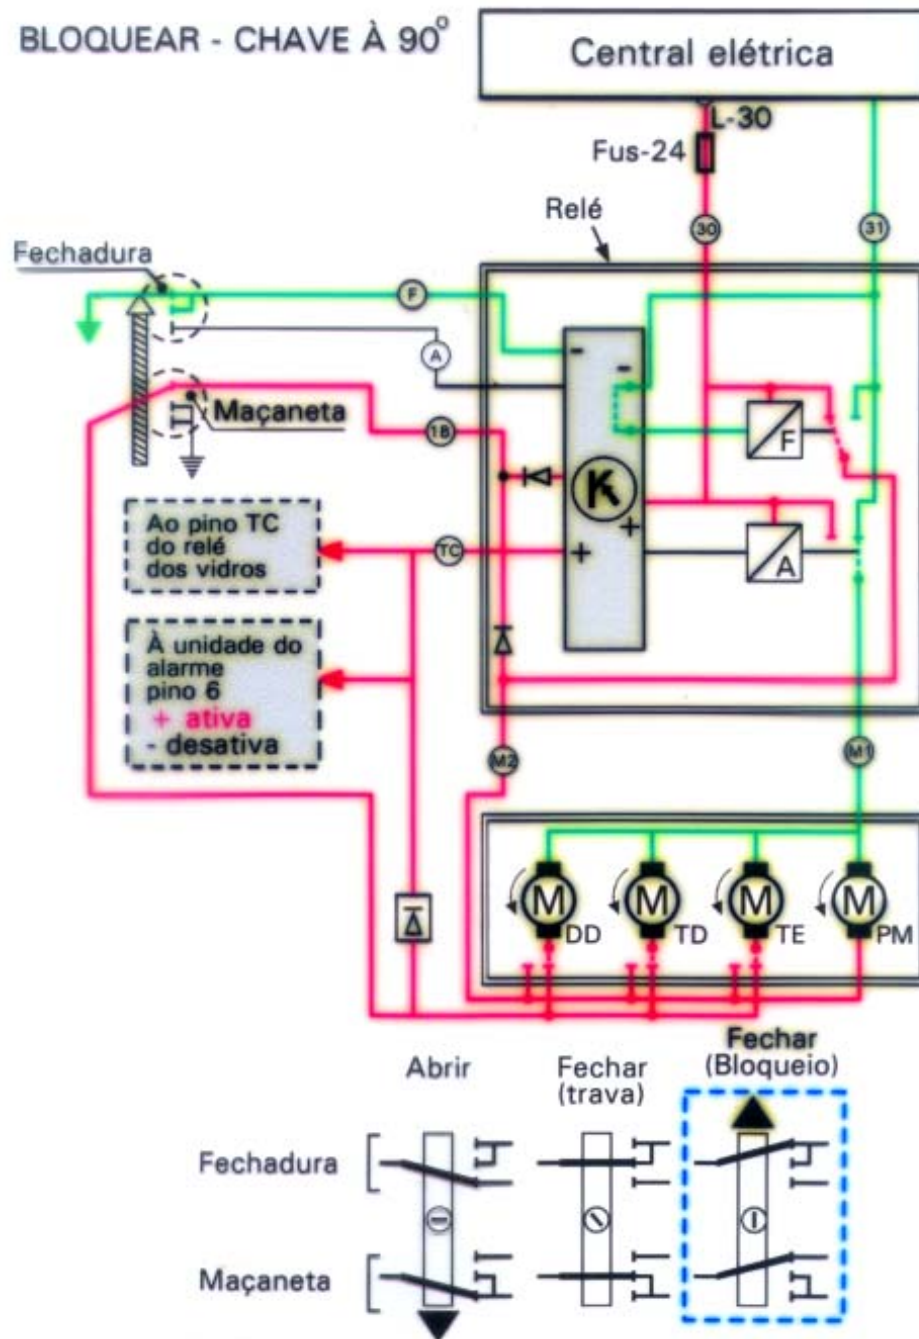 BLOQUEAR - CHAVE À 90°
Central elétrica
L-30
Fus-24
Relé
30
31
Fechadura
F
A
Maçaneta
1B
-
-
F
K
+
Ao pino TC
do relé
dos vidros
TC
+
A
À unidade do
alarme
pino 6
+ ativa
- desativa
M2
M1
M
M
M
M
DD
TD
TE
PM
Abrir
Fechar
(trava)
Fechar
(Bloqueio)
Fechadura
Maçaneta